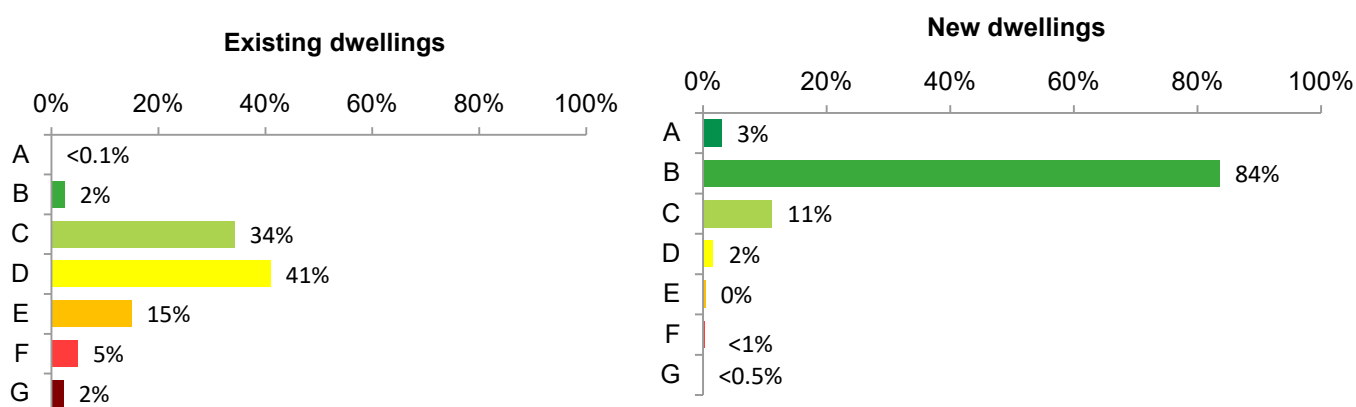 Existing dwellings
0% 20% 40% 60% 80% 100%
A <0.1%
B 2%
C 34%
D 41%
E 15%
F 5%
G 2%
New dwellings
0% 20% 40% 60% 80% 100%
A 3%
B 84%
C 11%
D 2%
E 0%
F <1%
G <0.5%